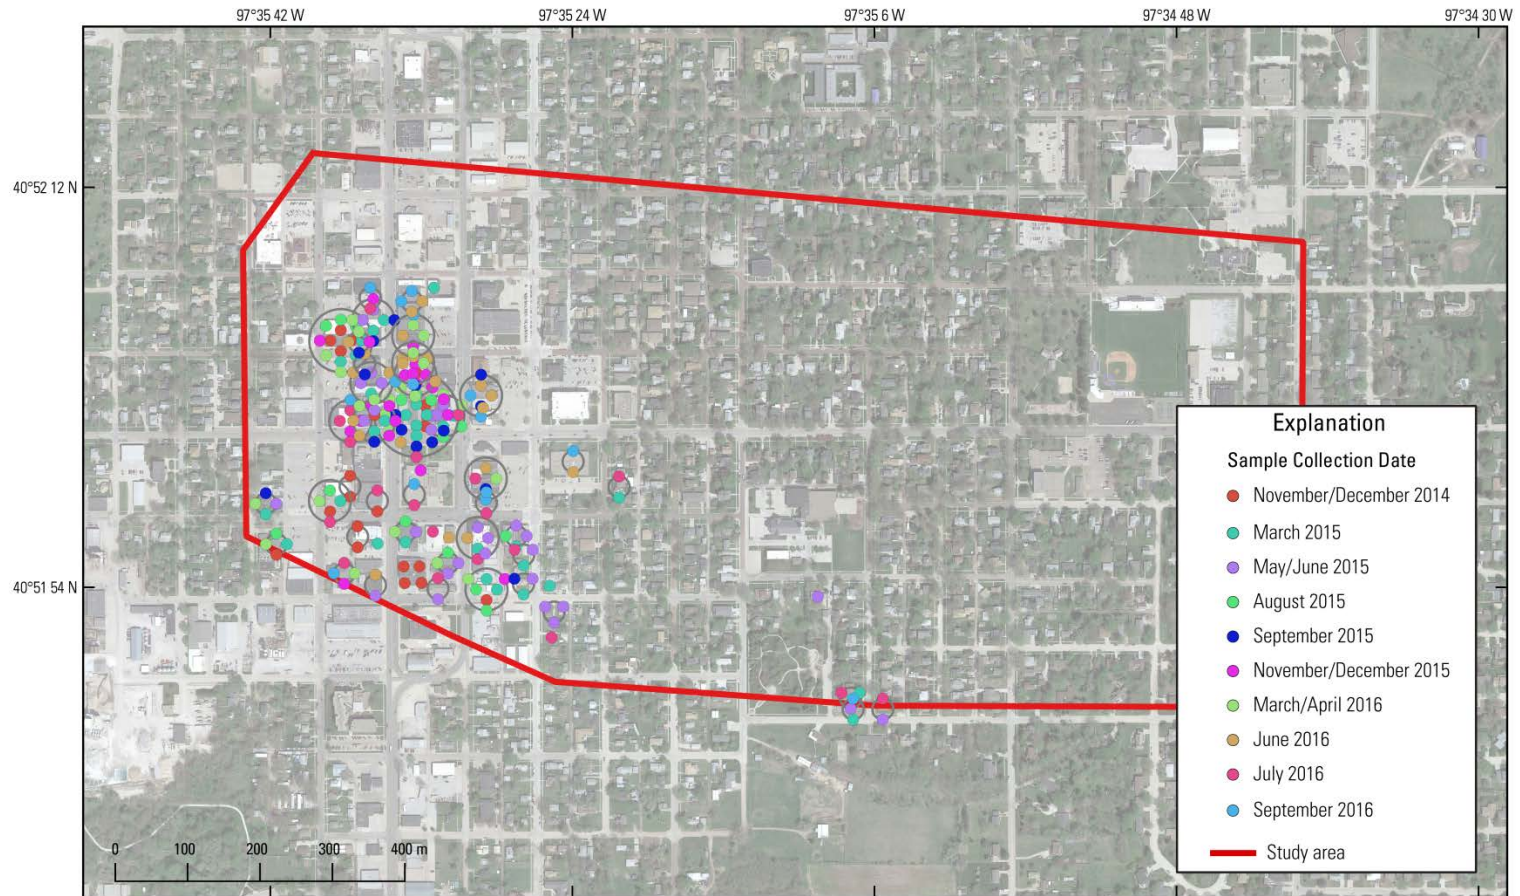 97°35 42 W
97°35 24 W
97°35 6 W
97°34 48 W
97°34 30 W
40°52 12 N
40°51 54 N
Explanation
Sample Collection Date
November/December 2014
March 2015
May/June 2015
August 2015
September 2015
November/December 2015
March/April 2016
June 2016
July 2016
September 2016
Study area
0 100 200 300 400 m